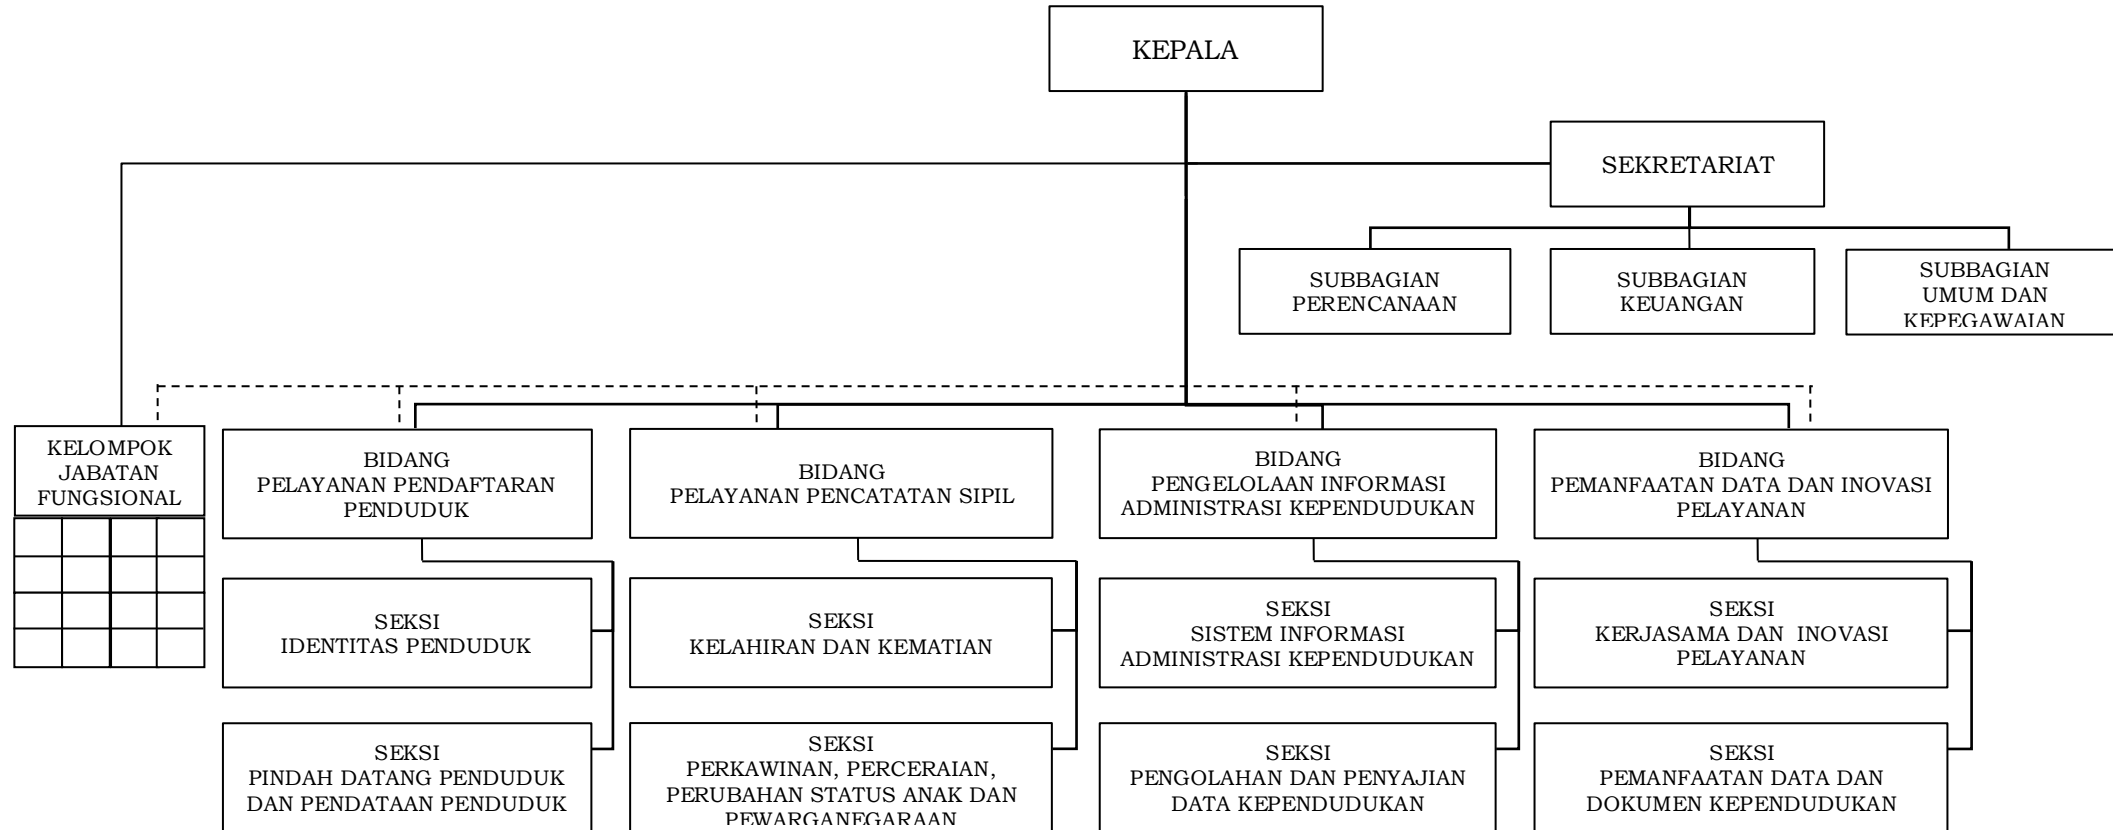 KEPALA
SEKRETARIAT
SUBBAGIAN
PERENCANAAN
SUBBAGIAN
KEUANGAN
SUBBAGIAN
UMUM DAN
KEPEGAWAIAN
KELOMPOK
JABATAN
FUNGSIONAL
BIDANG
PELAYANAN PENDAFTARAN
PENDUDUK
BIDANG
PELAYANAN PENCATATAN SIPIL
BIDANG
PENGELOLAAN INFORMASI
ADMINISTRASI KEPENDUDUKAN
BIDANG
PEMANFAATAN DATA DAN INOVASI
PELAYANAN
SEKSI
IDENTITAS PENDUDUK
SEKSI
KELAHIRAN DAN KEMATIAN
SEKSI
SISTEM INFORMASI
ADMINISTRASI KEPENDUDUKAN
SEKSI
KERJASAMA DAN INOVASI
PELAYANAN
SEKSI
PINDAH DATANG PENDUDUK
DAN PENDATAAN PENDUDUK
SEKSI
PERKAWINAN, PERCERAIAN,
PERUBAHAN STATUS ANAK DAN
PEWARGANEGARAAN
SEKSI
PENGOLAHAN DAN PENYAJIAN
DATA KEPENDUDUKAN
SEKSI
PEMANFAATAN DATA DAN
DOKUMEN KEPENDUDUKAN